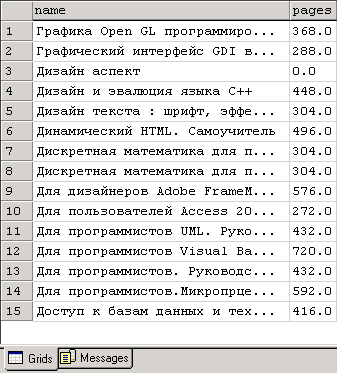 name pages
1 Графика Open GL программиро... 368.0
2 Графический интерфейс GDI в... 288.0
3 Дизайн аспект 0.0
4 Дизайн и эвалюция языка C++ 448.0
5 Дизайн текста : шрифт, эффе... 304.0
6 Динамический HTML. Самоучитель 496.0
7 Дискретная математика для п... 304.0
8 Дискретная математика для п... 304.0
9 Для дизайнеров Adobe FrameM... 576.0
10 Для пользователей Access 20... 272.0
11 Для программистов UML. Руко... 432.0
12 Для программистов Visual Ba... 720.0
13 Для программистов. Руководс... 432.0
14 Для программистов.Микропрце... 592.0
15 Доступ к базам данных и тех... 416.0
Grids Messages